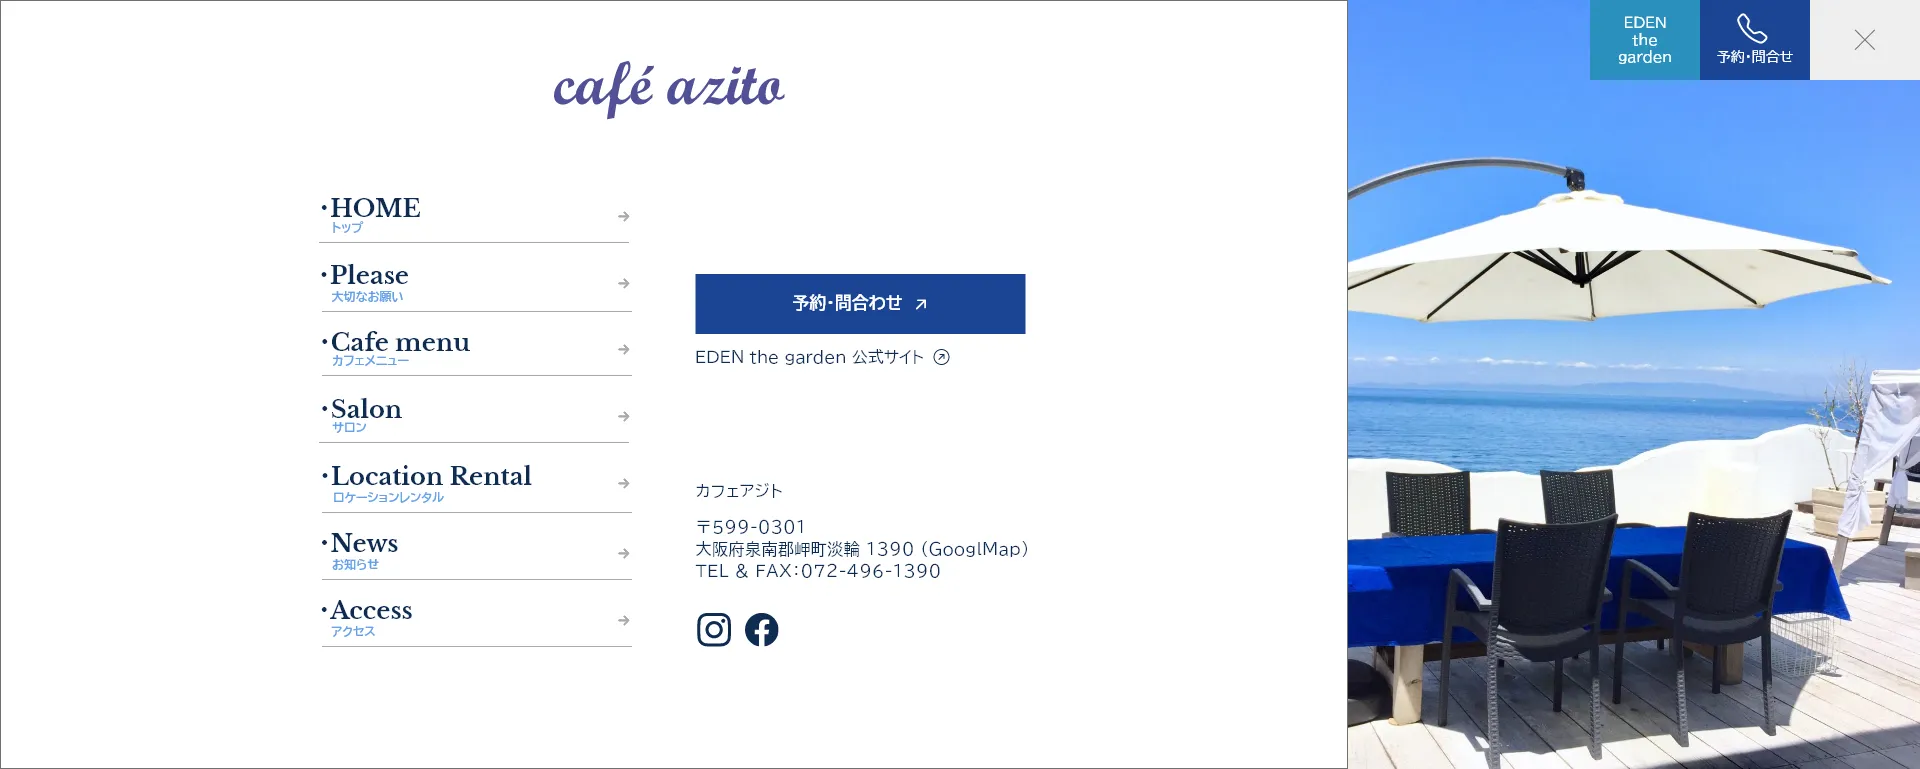 café azito
・HOME
トップ
・Please
大切なお願い
・Cafe menu
カフェメニュー
・Salon
サロン
・Location Rental
ロケーションレンタル
・News
お知らせ
・Access
アクセス
予約・問合わせ
EDEN the garden 公式サイト
カフェアジト
〒599-0301
大阪府泉南郡岬町淡輪 1390 (GooglMap)
TEL & FAX：072-496-1390
EDEN
the
garden
予約・問合せ